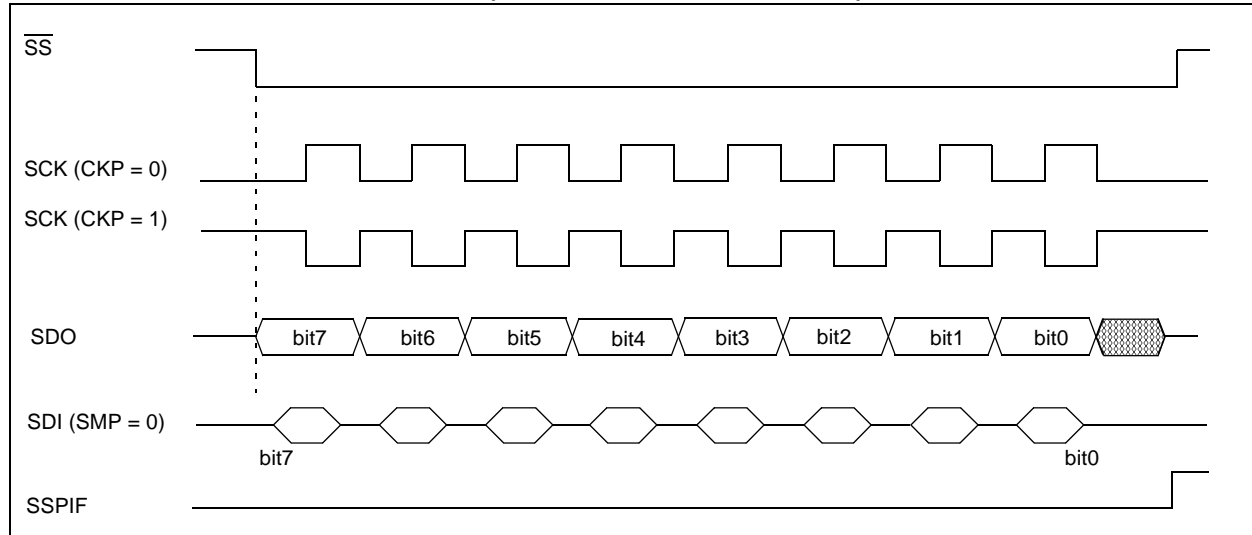 SS
SCK (CKP = 0)
SCK (CKP = 1)
SDO
bit7 bit6 bit5 bit4 bit3 bit2 bit1 bit0
SDI (SMP = 0)
bit7 bit0
SSPIF